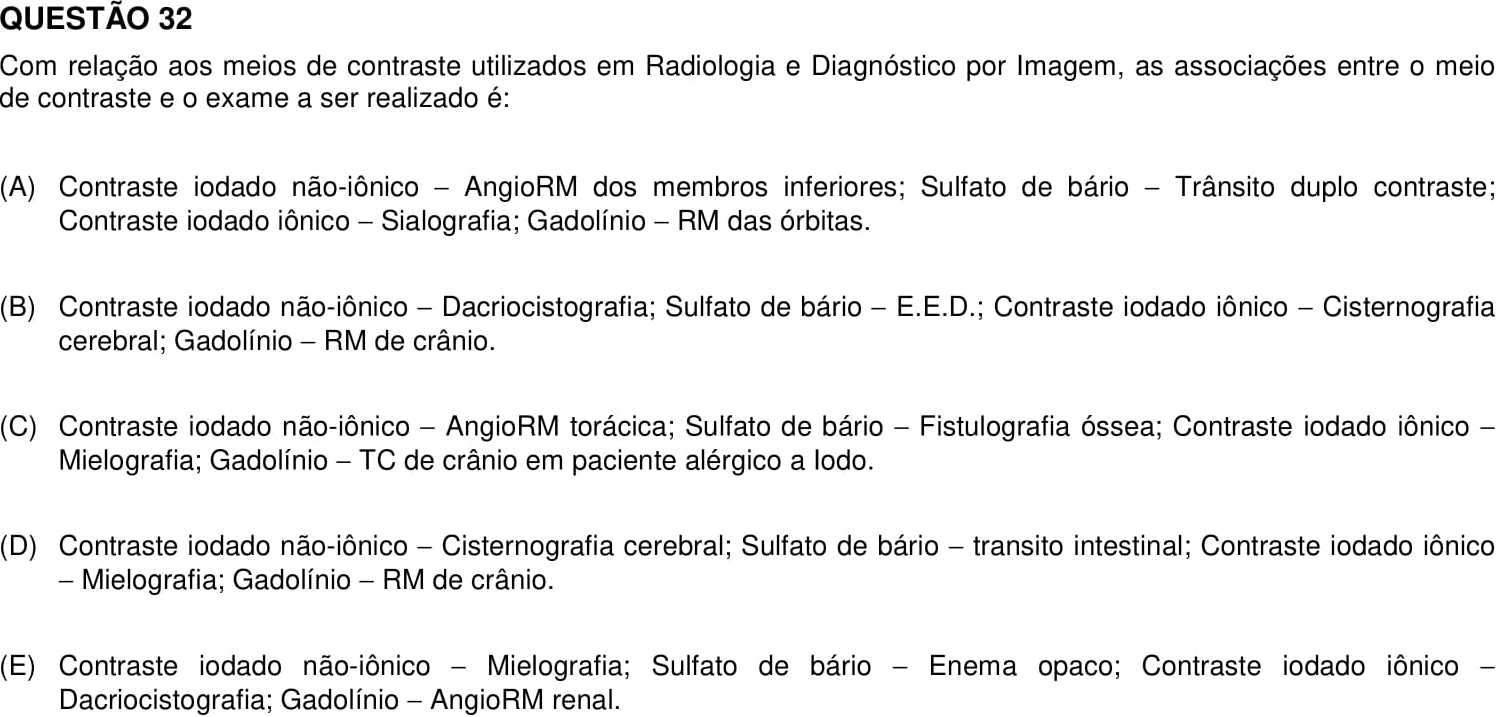 QUESTÃO 32
Com relação aos meios de contraste utilizados em Radiologia e Diagnóstico por Imagem, as associações entre o meio
de contraste e o exame a ser realizado é:
(A) Contraste iodado não-iônico – AngioRM dos membros inferiores; Sulfato de bário – Trânsito duplo contraste;
Contraste iodado iônico – Sialografia; Gadolínio – RM das órbitas.
(B) Contraste iodado não-iônico – Dacriocistografia; Sulfato de bário – E.E.D.; Contraste iodado iônico – Cisternografia
cerebral; Gadolínio – RM de crânio.
(C) Contraste iodado não-iônico – AngioRM torácica; Sulfato de bário – Fistulografia óssea; Contraste iodado iônico –
Mielografia; Gadolínio – TC de crânio em paciente alérgico a Iodo.
(D) Contraste iodado não-iônico – Cisternografia cerebral; Sulfato de bário – transito intestinal; Contraste iodado iônico
– Mielografia; Gadolínio – RM de crânio.
(E) Contraste iodado não-iônico – Mielografia; Sulfato de bário – Enema opaco; Contraste iodado iônico –
Dacriocistografia; Gadolínio – AngioRM renal.